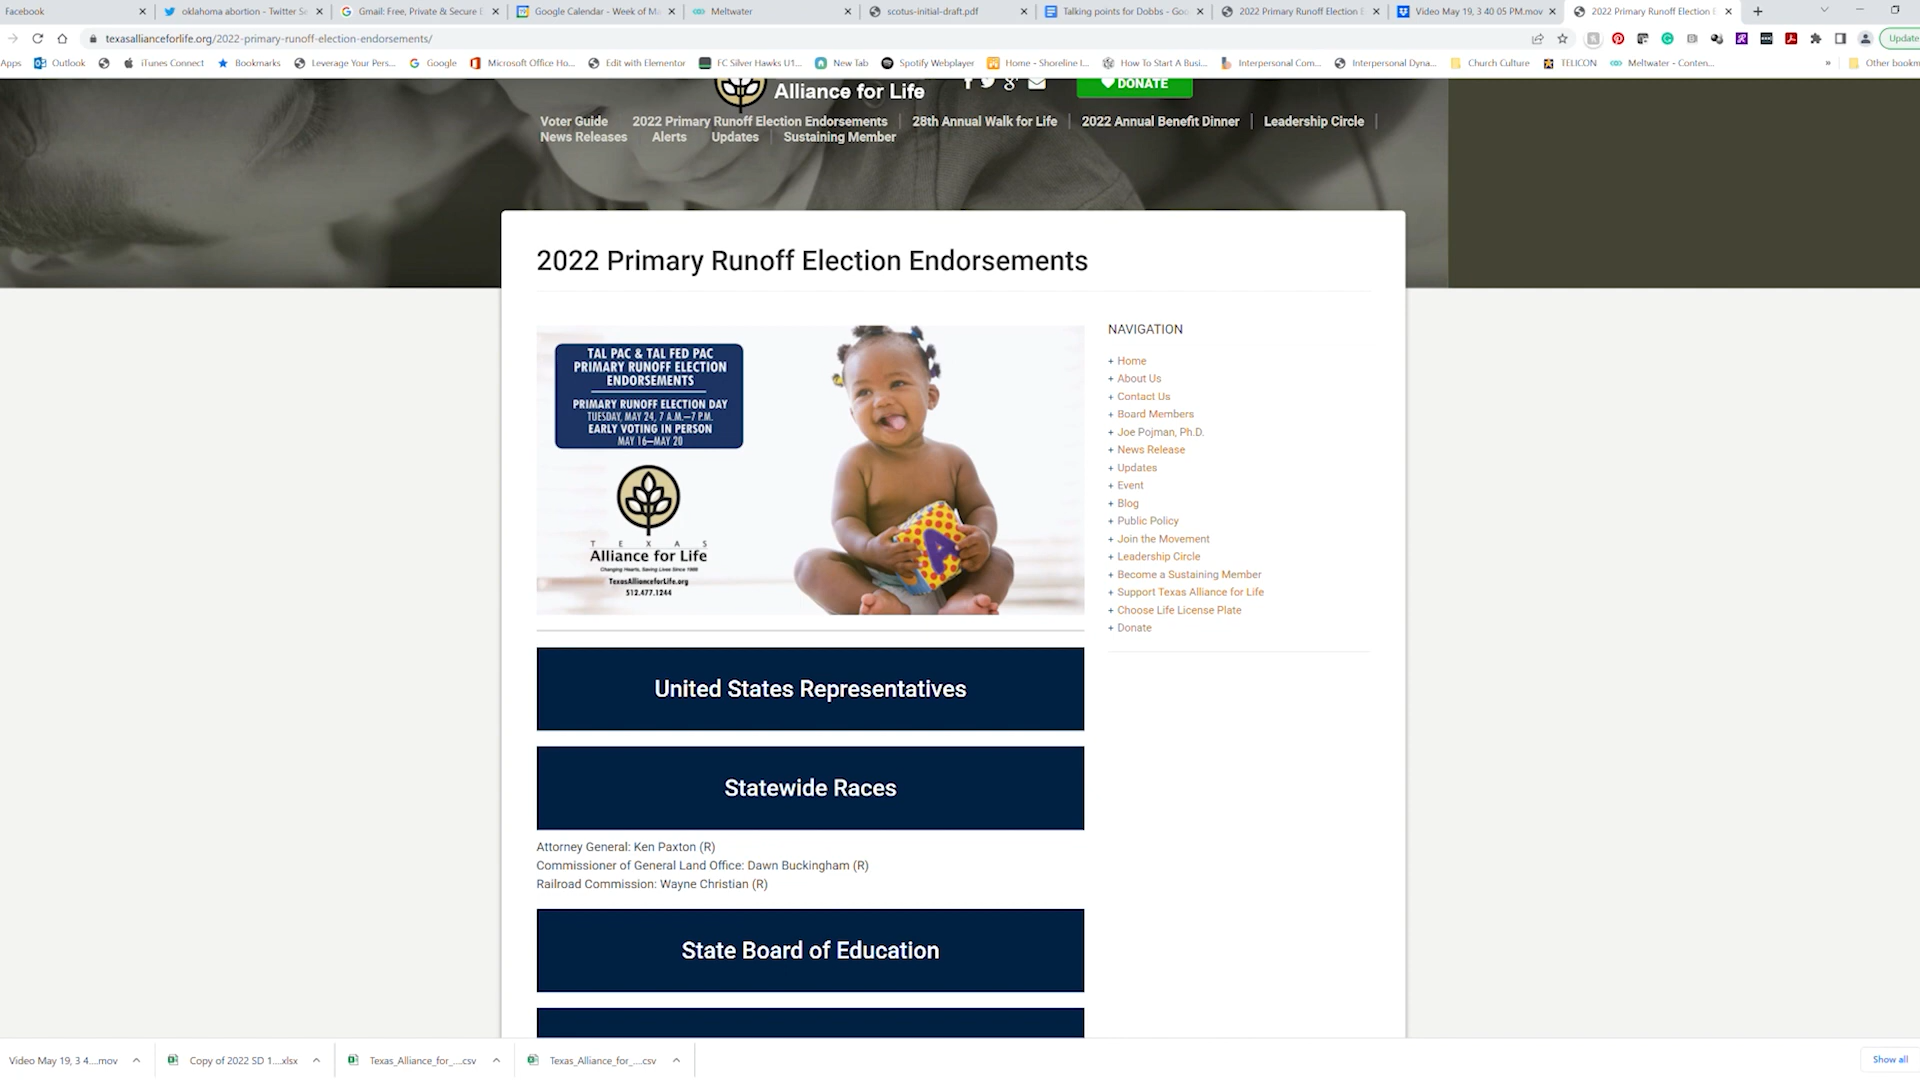 Facebook
oklahoma abortion - Twitter Se
Gmail: Free, Private & Secure E
Google Calendar - Week of Ma
Meltwater
scotus-initial-draft.pdf
Talking points for Dobbs - Goo
2022 Primary Runoff Election E
Video May 19, 3 40 05 PM.mov
2022 Primary Runoff Election E
texasallianceforlife.org/2022-primary-runoff-election-endorsements/
Update
Apps
Outlook
iTunes Connect
Bookmarks
Leverage Your Pers...
Google
Microsoft Office Ho...
Edit with Elementor
FC Silver Hawks U1...
New Tab
Spotify Webplayer
Home - Shoreline I...
How To Start A Busi...
Interpersonal Com...
Interpersonal Dyna...
Church Culture
TELICON
Meltwater - Conten...
» Other bookm
Alliance for Life
DONATE
Voter Guide
2022 Primary Runoff Election Endorsements
28th Annual Walk for Life
2022 Annual Benefit Dinner
Leadership Circle
News Releases
Alerts
Updates
Sustaining Member
2022 Primary Runoff Election Endorsements
TAL PAC & TAL FED PAC
PRIMARY RUNOFF ELECTION
ENDORSEMENTS
PRIMARY RUNOFF ELECTION DAY
TUESDAY, MAY 24, 7 A.M.—7 P.M.
EARLY VOTING IN PERSON
MAY 16—MAY 20
TEXAS
Alliance for Life
Changing Hearts, Saving Lives Since 1988
TexasAllianceforLife.org
512.477.1244
A
NAVIGATION
+ Home
+ About Us
+ Contact Us
+ Board Members
+ Joe Pojman, Ph.D.
+ News Release
+ Updates
+ Event
+ Blog
+ Public Policy
+ Join the Movement
+ Leadership Circle
+ Become a Sustaining Member
+ Support Texas Alliance for Life
+ Choose Life License Plate
+ Donate
United States Representatives
Statewide Races
Attorney General: Ken Paxton (R)
Commissioner of General Land Office: Dawn Buckingham (R)
Railroad Commission: Wayne Christian (R)
State Board of Education
Video May 19, 3 4....mov
Copy of 2022 SD 1....xlsx
Texas_Alliance_for_....csv
Texas_Alliance_for_....csv
Show all